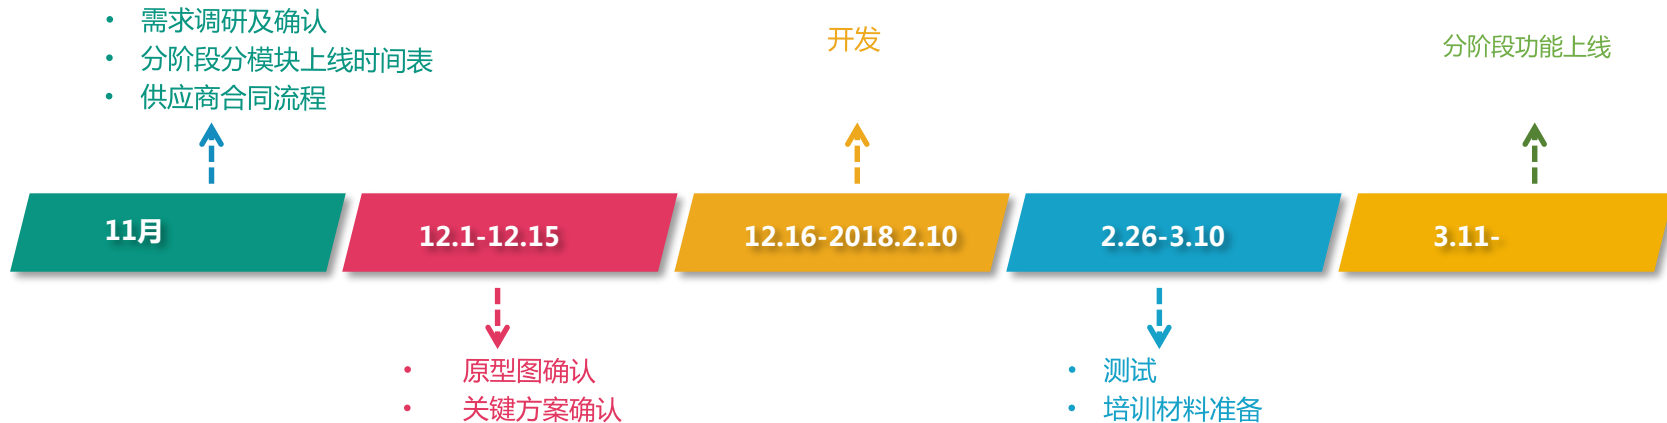 • 需求调研及确认
• 分阶段分模块上线时间表
• 供应商合同流程
开发
分阶段功能上线
11月
12.1-12.15
12.16-2018.2.10
2.26-3.10
3.11-
• 原型图确认
• 关键方案确认
• 测试
• 培训材料准备